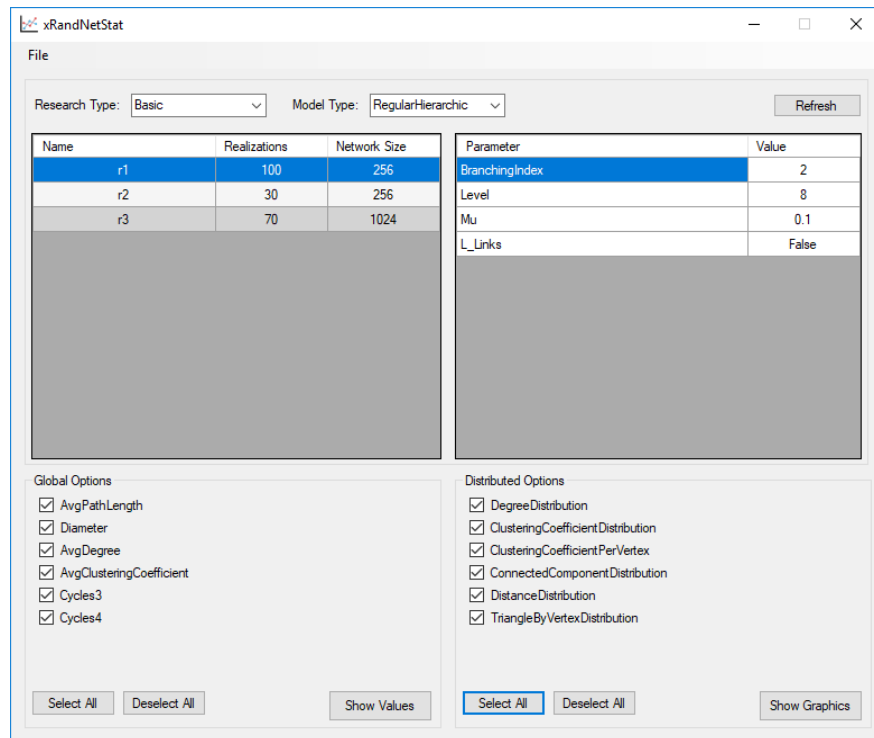 xRandNetStat
File
Research Type: Basic Model Type: RegularHierarchic Refresh
Name Realizations Network Size
r1 100 256
r2 30 256
r3 70 1024
Parameter Value
BranchingIndex 2
Level 8
Mu 0.1
L_Links False
Global Options
AvgPathLength
Diameter
AvgDegree
AvgClusteringCoefficient
Cycles3
Cycles4
Select All Deselect All Show Values
Distributed Options
DegreeDistribution
ClusteringCoefficientDistribution
ClusteringCoefficientPerVertex
ConnectedComponentDistribution
DistanceDistribution
TriangleByVertexDistribution
Select All Deselect All Show Graphics